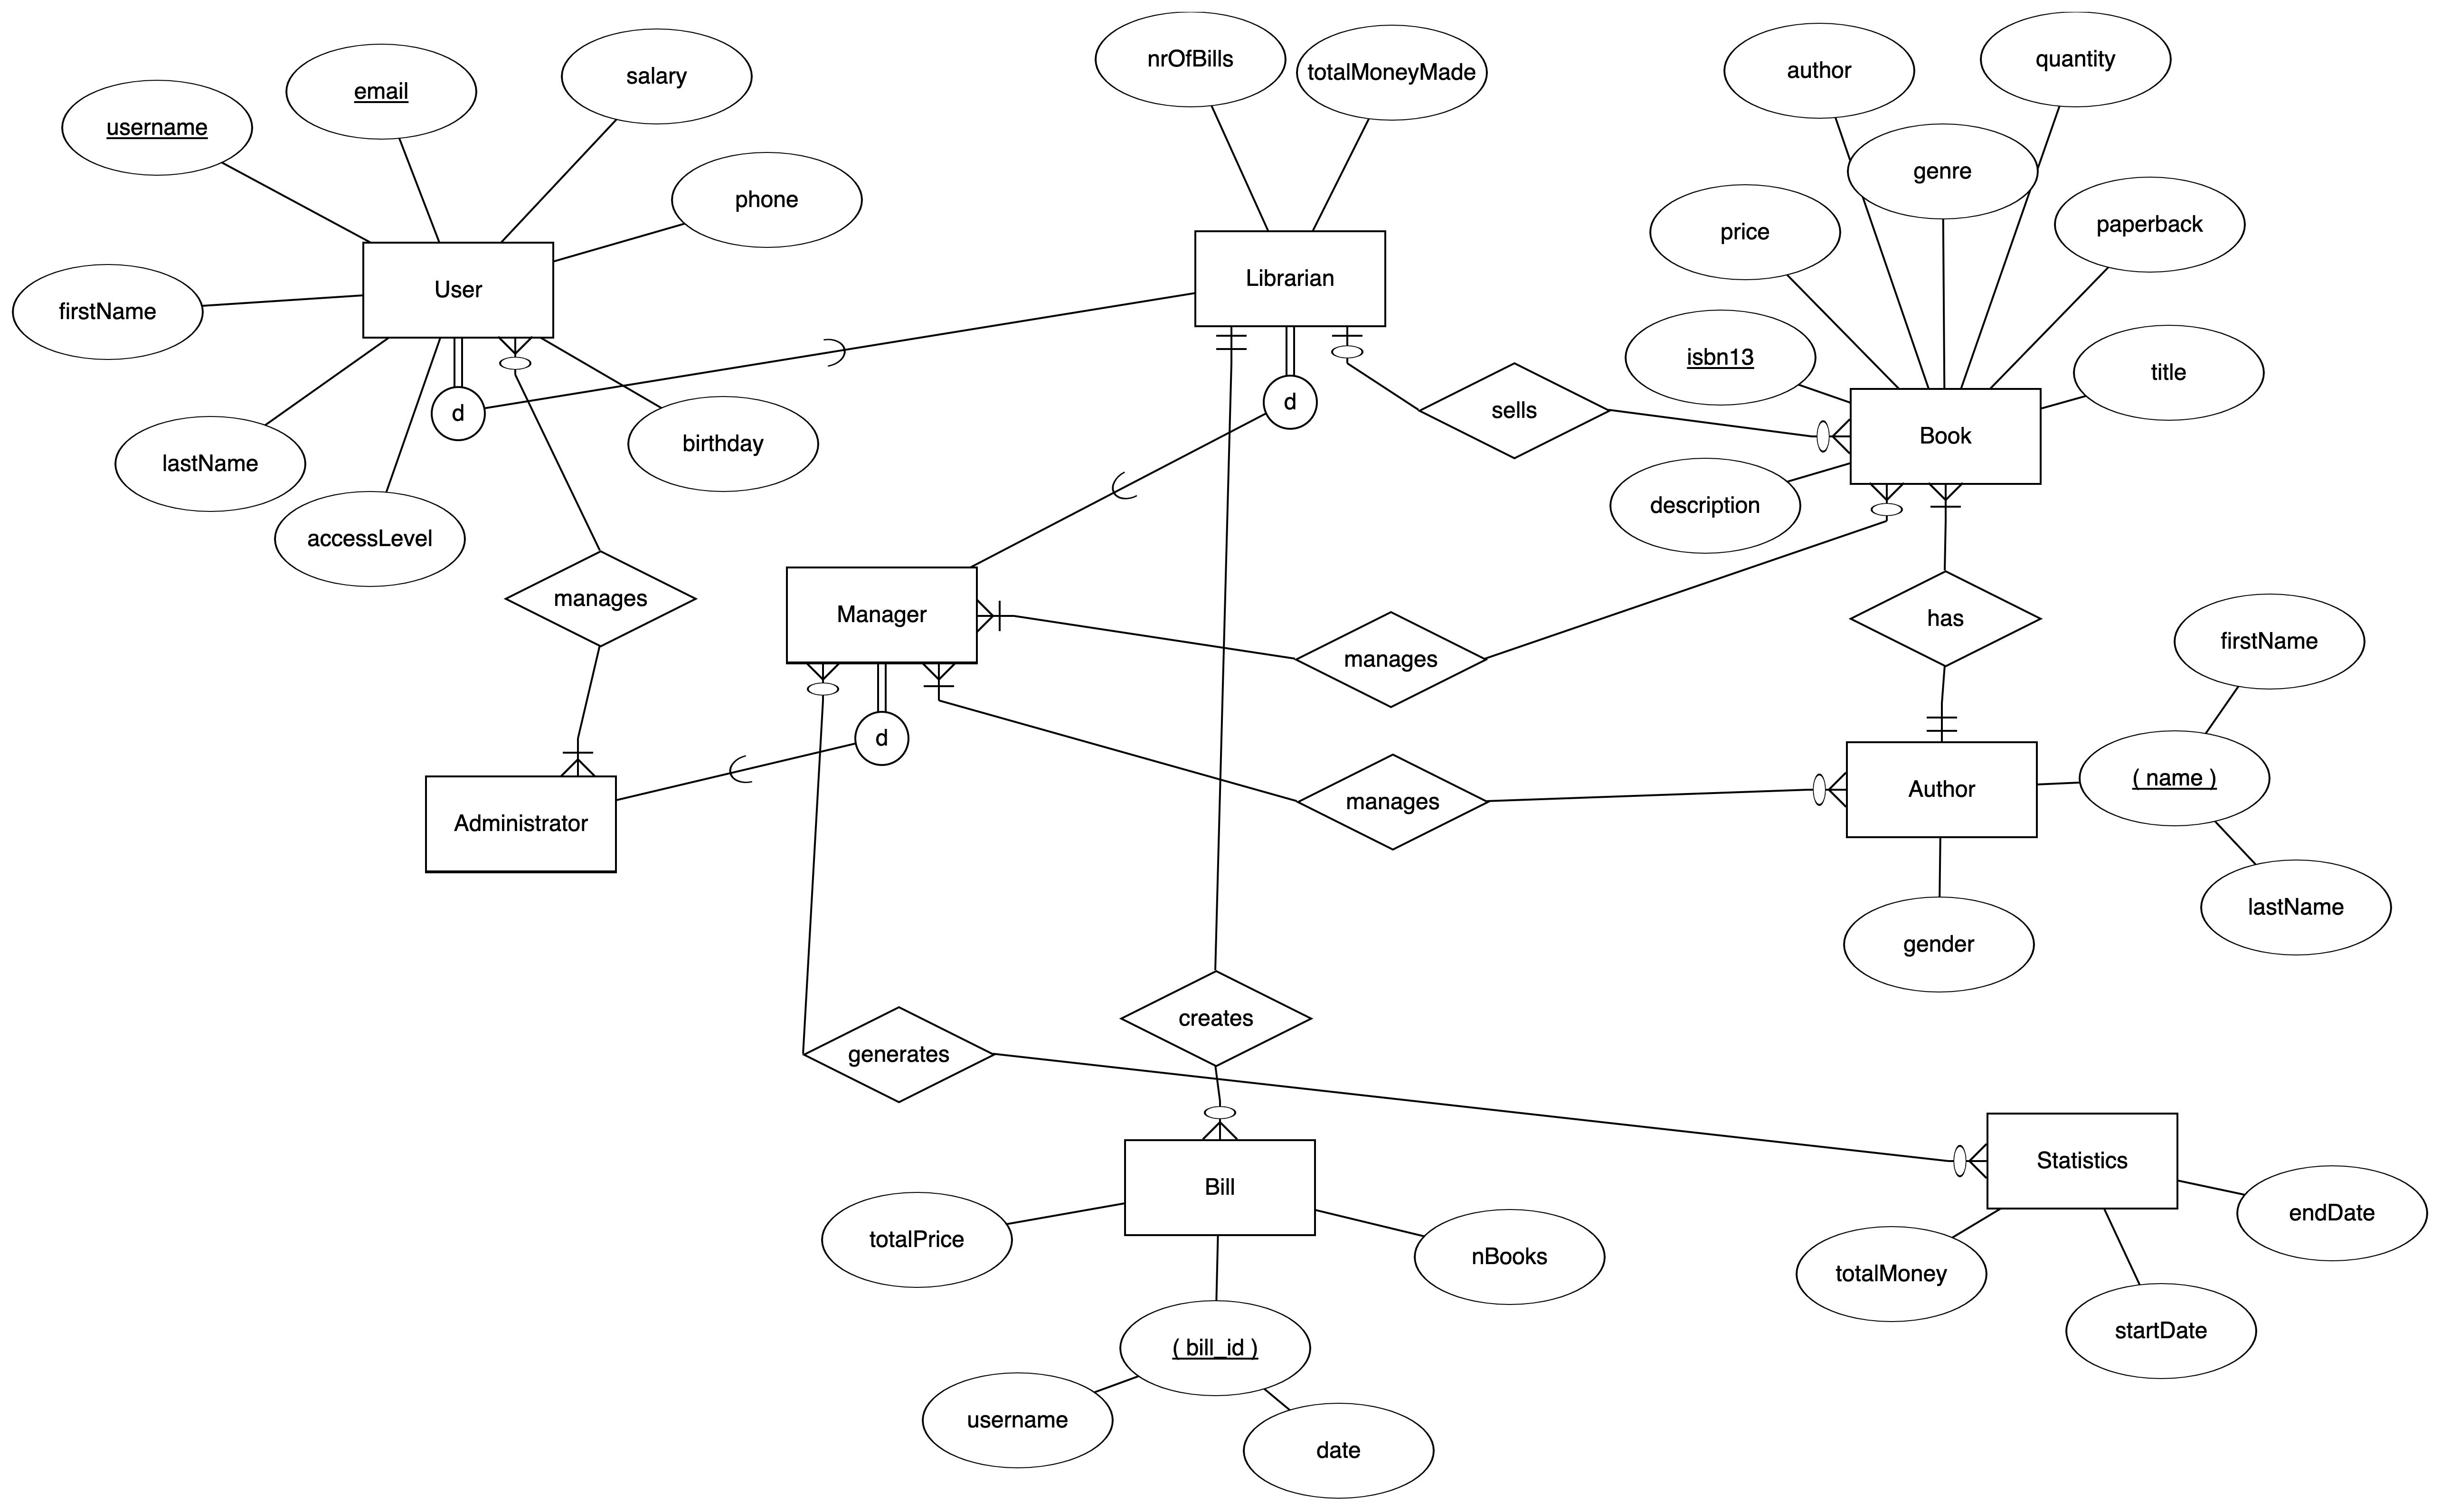 nrOfBills
quantity
author
totalMoneyMade
salary
email
username
genre
phone
paperback
price
Librarian
User
firstName
isbn13
title
d
d
sells
Book
birthday
lastName
description
accessLevel
manages
Manager
has
firstName
manages
d
( name )
Author
manages
Administrator
lastName
gender
creates
generates
Statistics
Bill
endDate
totalPrice
nBooks
totalMoney
startDate
( bill_id )
username
date